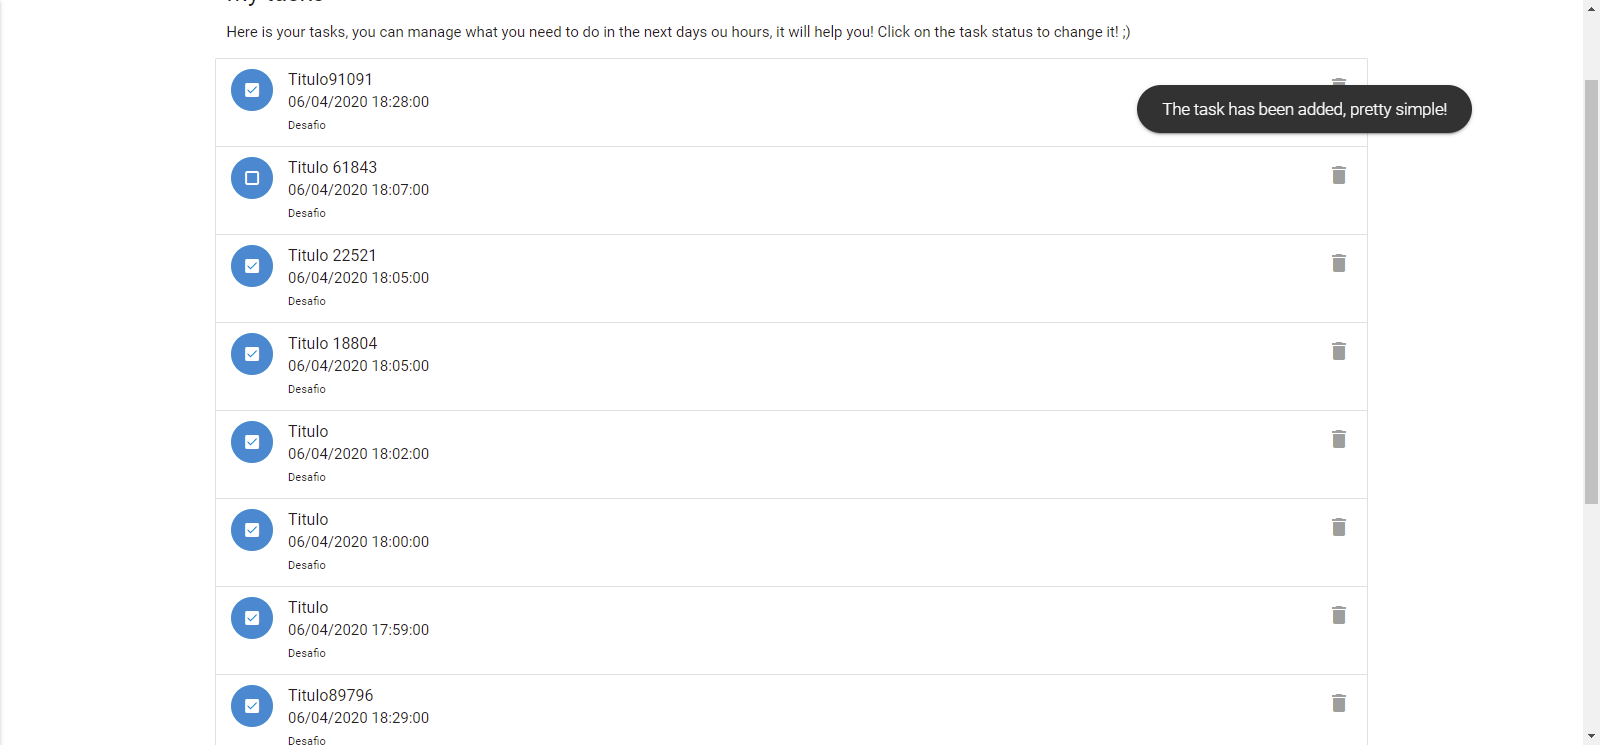 Here is your tasks, you can manage what you need to do in the next days ou hours, it will help you! Click on the task status to change it! ;)
Titulo91091
06/04/2020 18:28:00
Desafio
The task has been added, pretty simple!
Titulo 61843
06/04/2020 18:07:00
Desafio
Titulo 22521
06/04/2020 18:05:00
Desafio
Titulo 18804
06/04/2020 18:05:00
Desafio
Titulo
06/04/2020 18:02:00
Desafio
Titulo
06/04/2020 18:00:00
Desafio
Titulo
06/04/2020 17:59:00
Desafio
Titulo89796
06/04/2020 18:29:00
Desafio